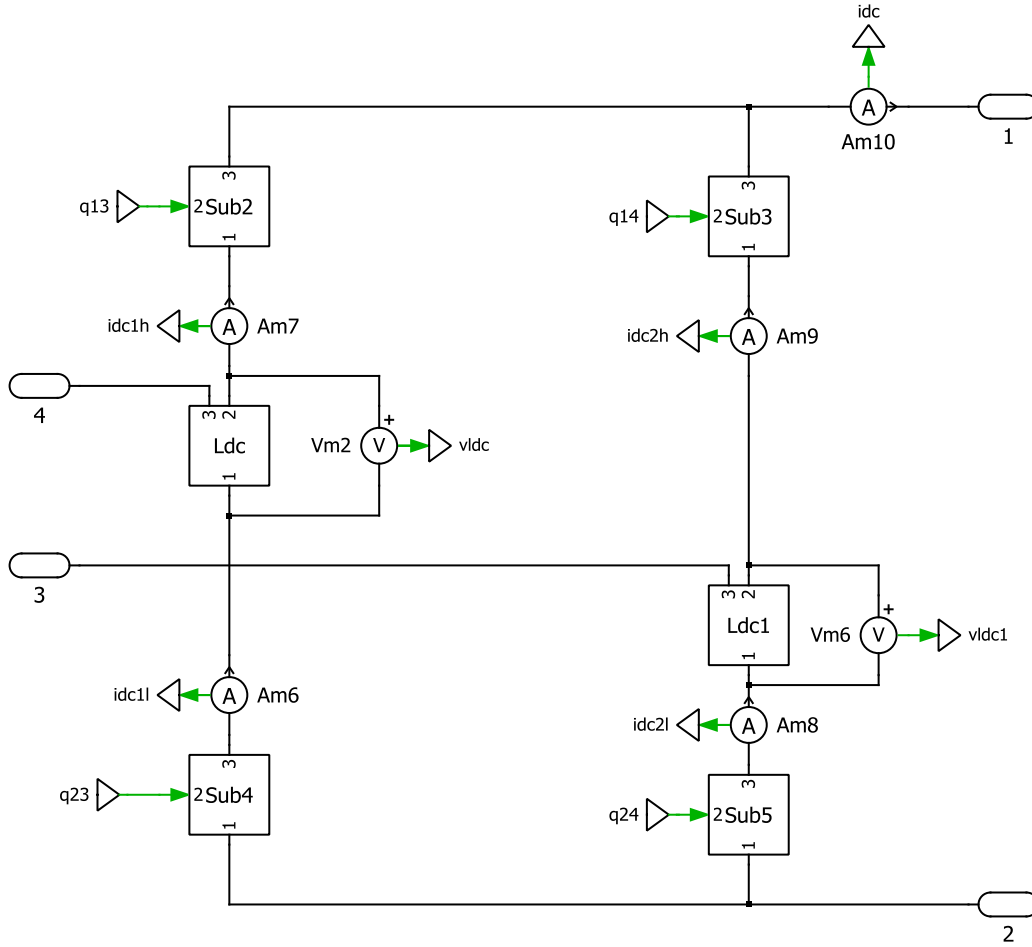 idc
A
Am10
1
3
q13
2
Sub2
1
3
q14
2
Sub3
1
idc1h
A
Am7
idc2h
A
Am9
4
3
2
Ldc
1
Vm2
+
V
vldc
3
3
2
Ldc1
1
Vm6
+
V
vldc1
idc1l
A
Am6
idc2l
A
Am8
3
q23
2
Sub4
1
3
q24
2
Sub5
1
2